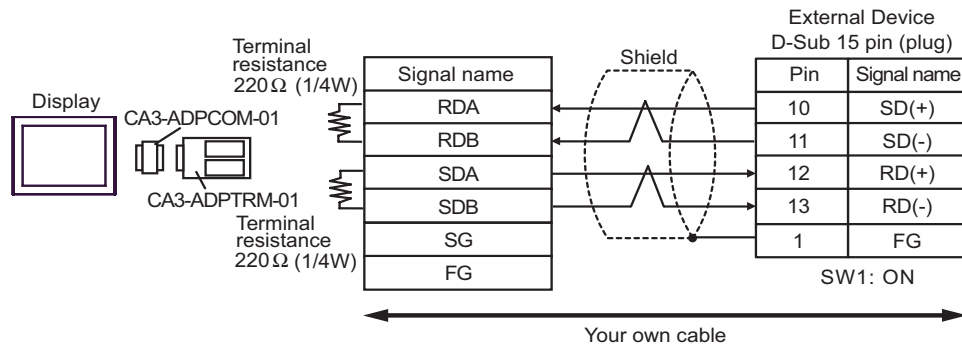 External Device
D-Sub 15 pin (plug)
Terminal
resistance
220Ω (1/4W)
Shield
Signal name
Pin
Signal name
Display
CA3-ADPCOM-01
RDA
10
SD(+)
RDB
11
SD(-)
SDA
12
RD(+)
CA3-ADPTRM-01
SDB
13
RD(-)
Terminal
resistance
220Ω (1/4W)
SG
1
FG
FG
SW1: ON
Your own cable